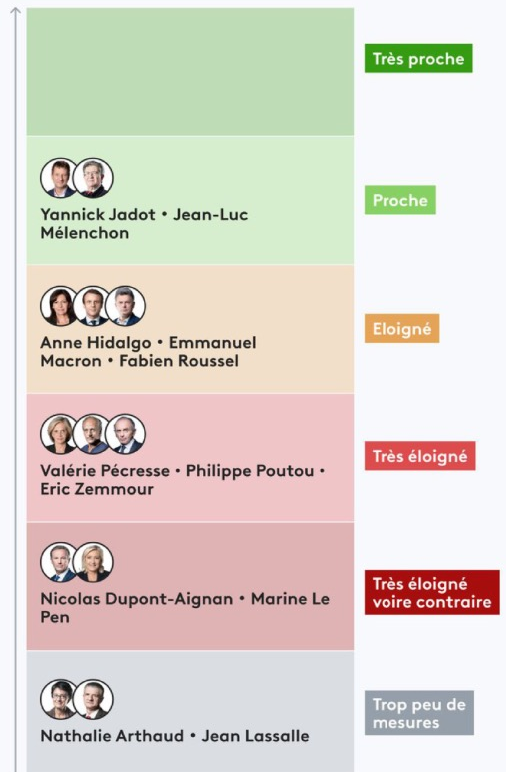 Très proche
Yannick Jadot • Jean-Luc
Mélenchon
Proche
Anne Hidalgo • Emmanuel
Macron • Fabien Roussel
Eloigné
Valérie Pécresse • Philippe Poutou •
Eric Zemmour
Très éloigné
Nicolas Dupont-Aignan • Marine Le
Pen
Très éloigné
voire contraire
Nathalie Arthaud • Jean Lassalle
Trop peu de
mesures